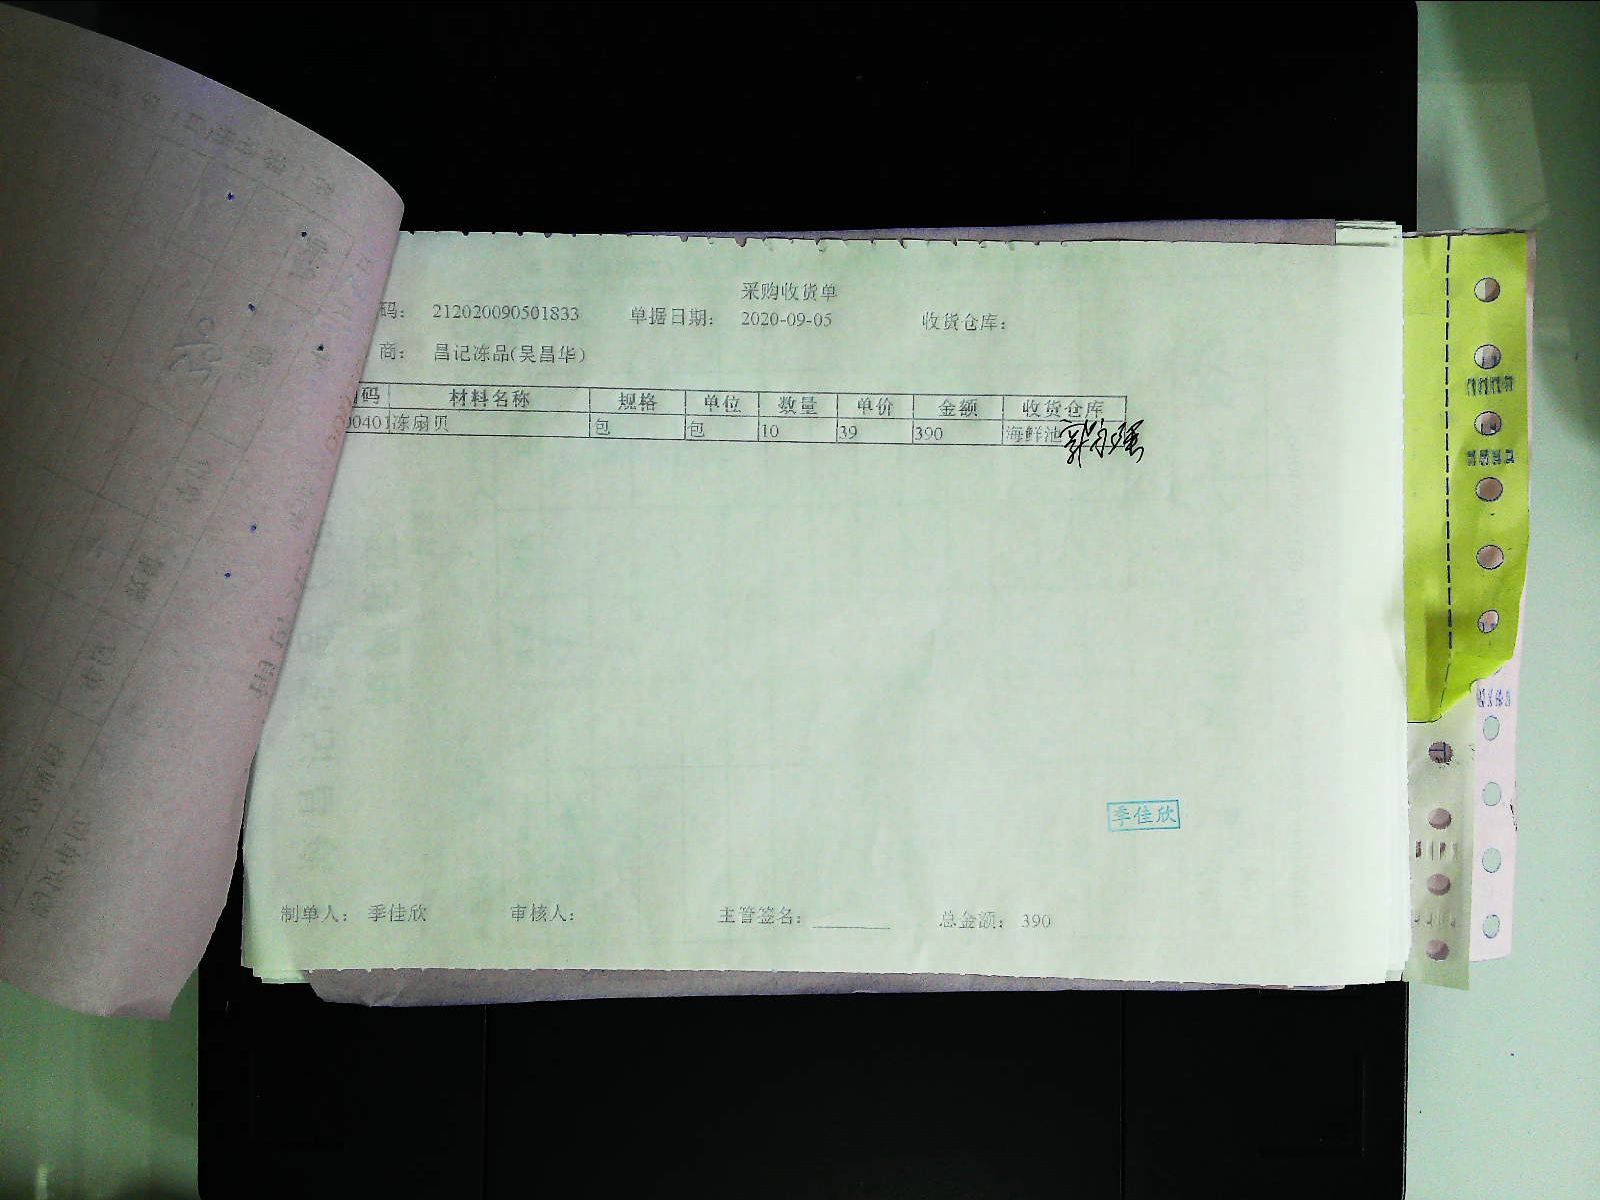 采购收货单
码： 212020090501833 单据日期： 2020-09-05 收货仓库：
商： 昌记冻品(吴昌华)
码 材料名称 规格 单位 数量 单价 金额 收货仓库
00401 冻扇贝 包 包 10 39 390 海鲜池
季佳欣
制单人： 季佳欣 审核人： 主管签名：________ 总金额： 390